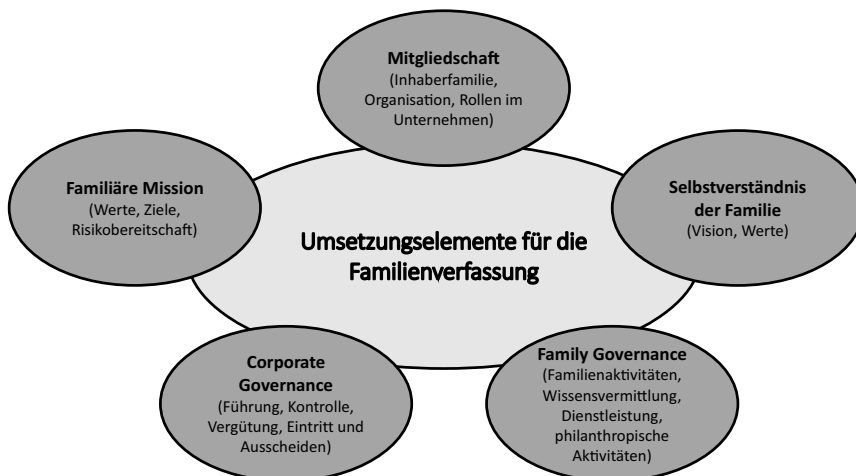 Mitgliedschaft
(Inhaberfamilie,
Organisation, Rollen im
Unternehmen)
Familiäre Mission
(Werte, Ziele,
Risikobereitschaft)
Selbstverständnis
der Familie
(Vision, Werte)
Umsetzungselemente für die
Familienverfassung
Corporate
Governance
(Führung, Kontrolle,
Vergütung, Eintritt und
Ausscheiden)
Family Governance
(Familienaktivitäten,
Wissensvermittlung,
Dienstleistung,
philanthropische
Aktivitäten)